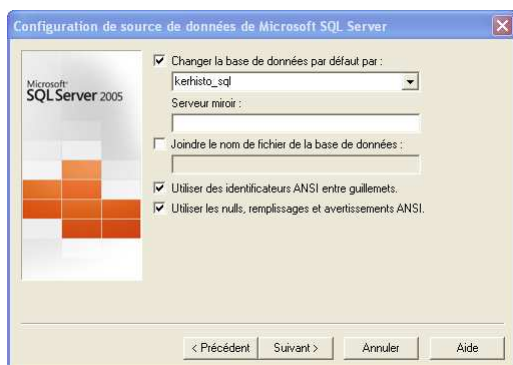 Configuration de source de données de Microsoft SQL Server
Microsoft
SQL Server 2005
Changer la base de données par défaut par :
kerhisto_sql
Serveur miroir :
Joindre le nom de fichier de la base de données :
Utiliser des identificateurs ANSI entre guillemets.
Utiliser les nulls, remplissages et avertissements ANSI.
< Précédent Suivant > Annuler Aide